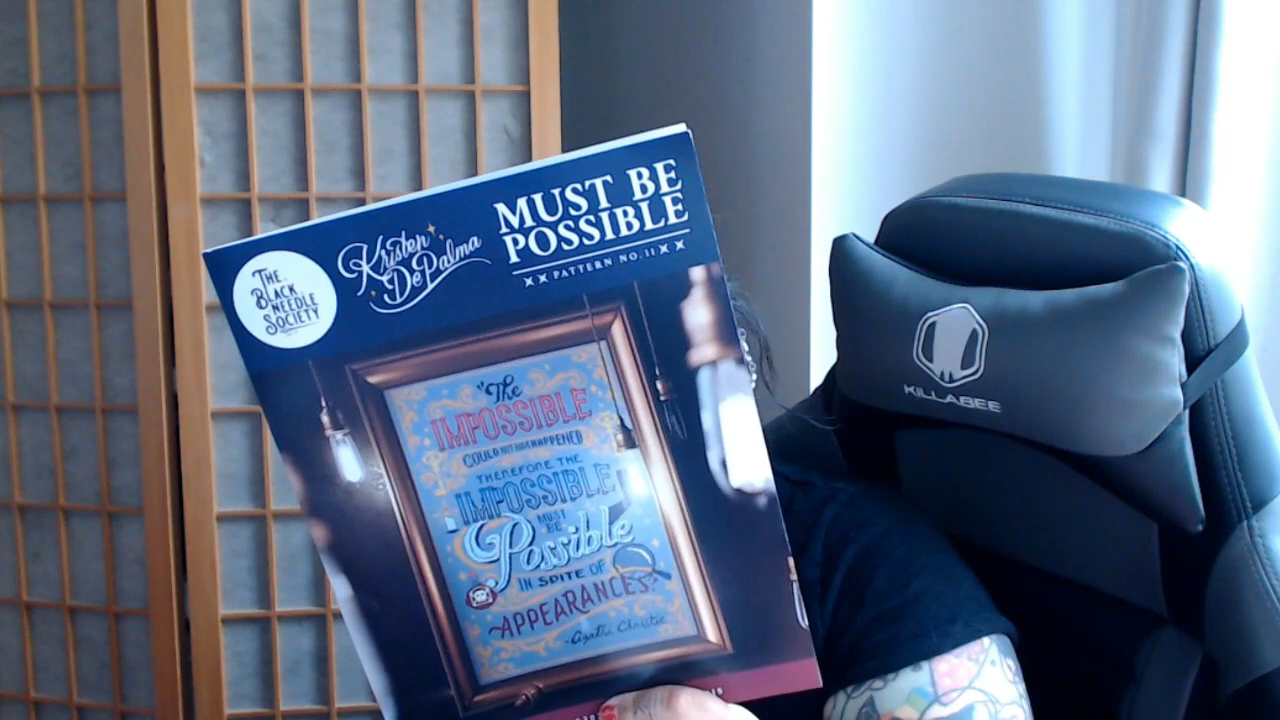 THE
BLACK
NEEDLE
SOCIETY
Kristen
DePalma
MUST BE
POSSIBLE
PATTERN NO. 11
"The
IMPOSSIBLE
COULD NOT HAVE HAPPENED
THEREFORE THE
IMPOSSIBLE
MUST
BE
Possible
IN SPITE OF
APPEARANCES."
-Agatha Christie
KILLABEE